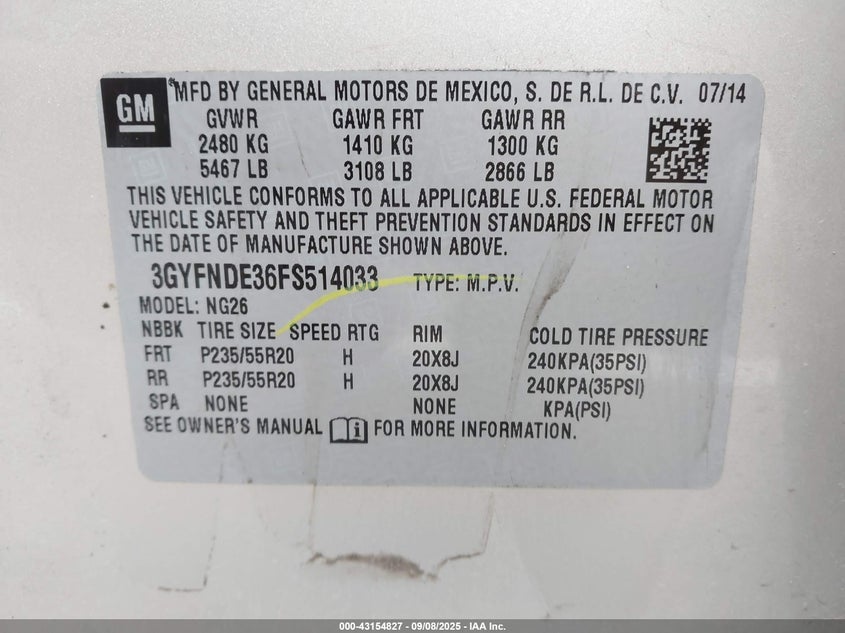 GM
MFD BY GENERAL MOTORS DE MEXICO, S. DE R.L. DE C.V. 07/14
GVWR GAWR FRT GAWR RR
2480 KG 1410 KG 1300 KG
5467 LB 3108 LB 2866 LB
THIS VEHICLE CONFORMS TO ALL APPLICABLE U.S. FEDERAL MOTOR
VEHICLE SAFETY AND THEFT PREVENTION STANDARDS IN EFFECT ON
THE DATE OF MANUFACTURE SHOWN ABOVE.
3GYFNDE36FS514033 TYPE: M.P.V.
MODEL: NG26
NBBK TIRE SIZE SPEED RTG RIM COLD TIRE PRESSURE
FRT P235/55R20 H 20X8J 240KPA(35PSI)
RR P235/55R20 H 20X8J 240KPA(35PSI)
SPA NONE NONE KPA(PSI)
SEE OWNER'S MANUAL i FOR MORE INFORMATION.
000-43154827 - 09/08/2025 - IAA Inc.